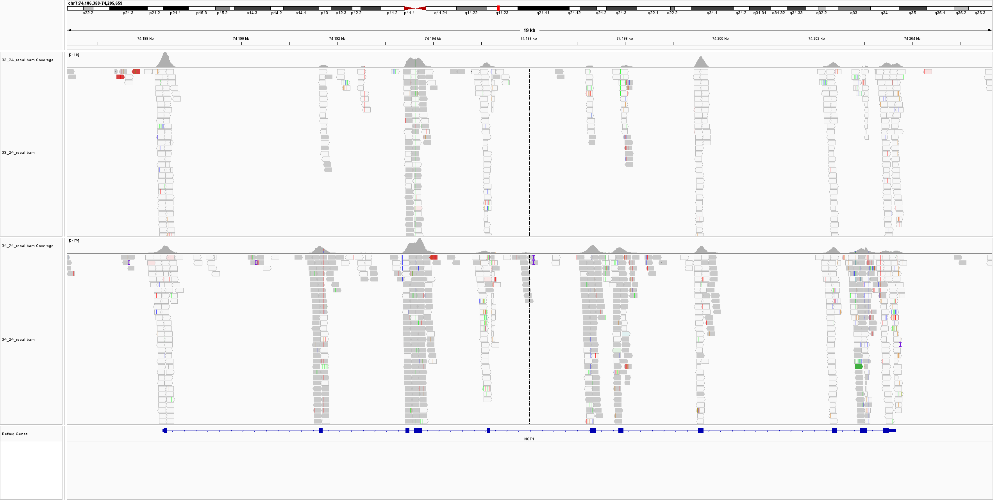 chr7:74,186,358-74,205,659
p22.2 p21.3 p21.2 p21.1 p15.3 p15.2 p14.3 p14.2 p14.1 p13 p12.3 p12.2 p11.2 p11.1 q11.21 q11.22 q11.23 q21.11 q21.12 q21.2 q21.3 q22.1 q22.2 q31.1 q31.2 q31.31 q31.32 q31.33 q32.2 q33 q34 q35 q36.1 q36.2 q36.3
19 kb
74 188 kb 74 190 kb 74 192 kb 74 194 kb 74 196 kb 74 198 kb 74 200 kb 74 202 kb 74 204 kb
[0 - 114]
33_24_recal.bam Coverage
33_24_recal.bam
[0 - 174]
34_24_recal.bam Coverage
34_24_recal.bam
Refseq Genes
NCF1